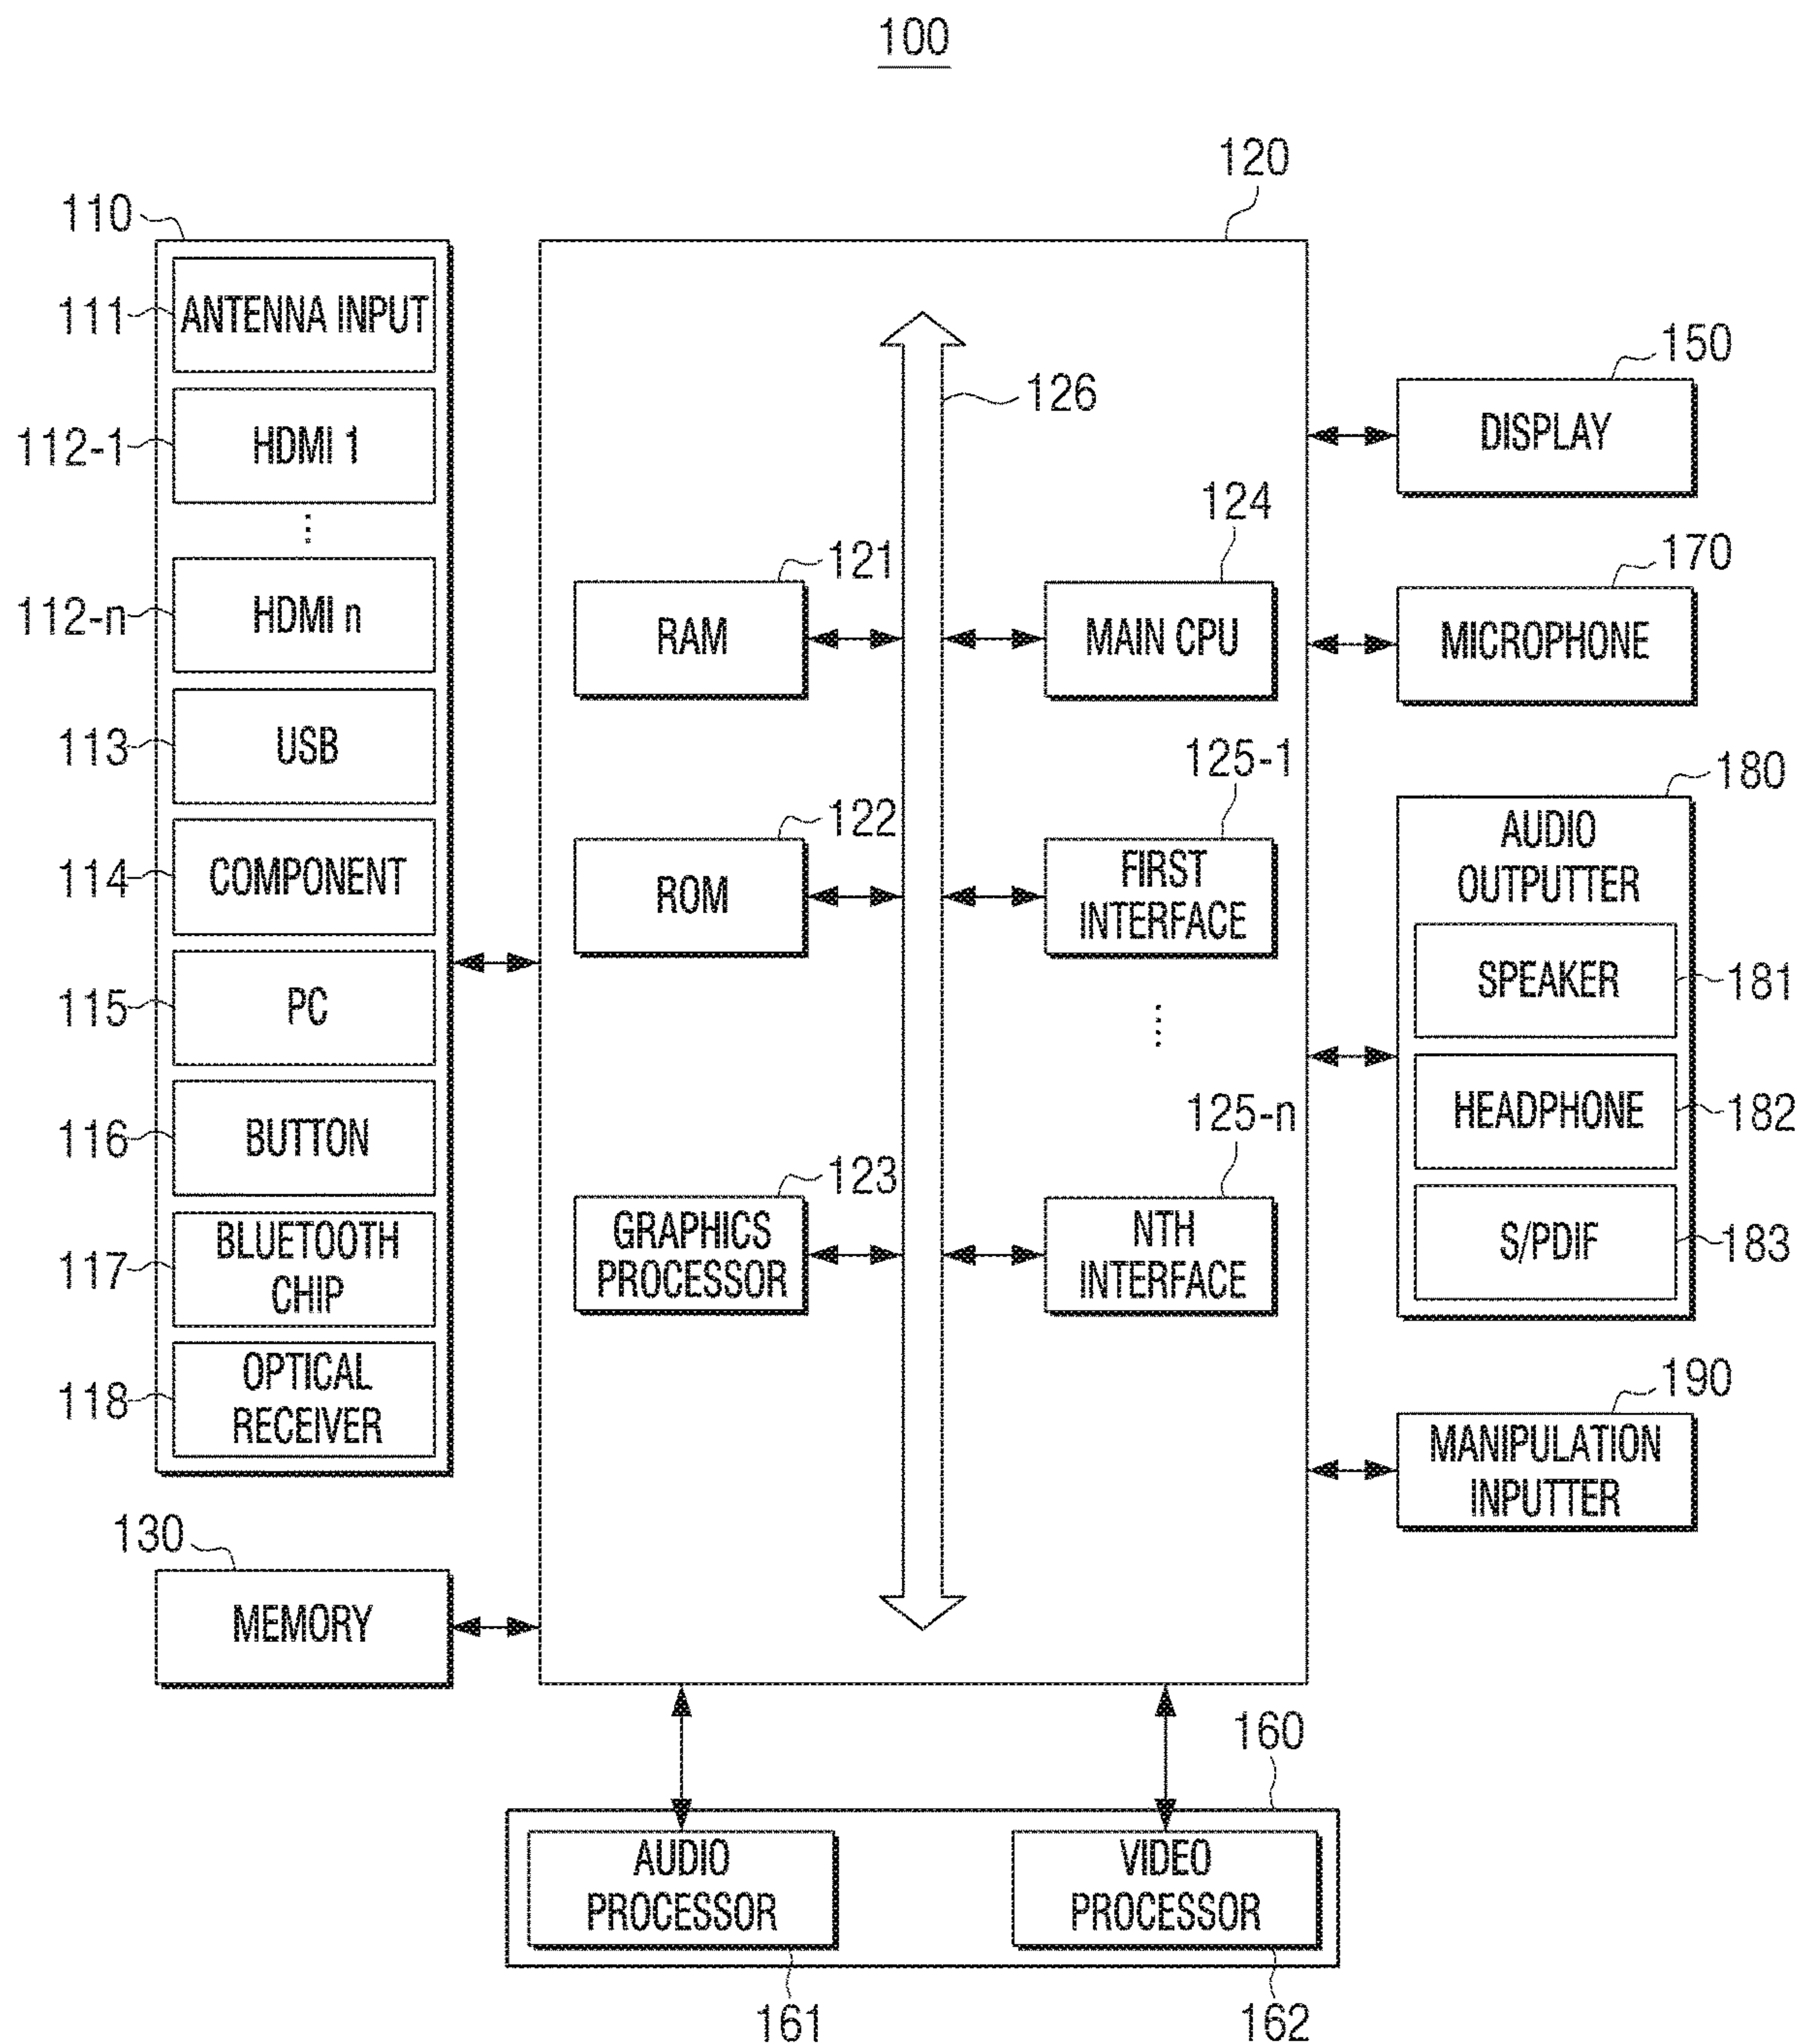 100
120
110
111
ANTENNA INPUT
112-1
HDMI 1
112-n
HDMI n
113
USB
114
COMPONENT
115
PC
116
BUTTON
117
BLUETOOTH
CHIP
118
OPTICAL
RECEIVER
130
MEMORY
126
121
RAM
122
ROM
123
GRAPHICS
PROCESSOR
124
MAIN CPU
125-1
FIRST
INTERFACE
125-n
NTH
INTERFACE
150
DISPLAY
170
MICROPHONE
180
AUDIO
OUTPUTTER
SPEAKER
181
HEADPHONE
182
S/PDIF
183
190
MANIPULATION
INPUTTER
160
AUDIO
PROCESSOR
161
VIDEO
PROCESSOR
162